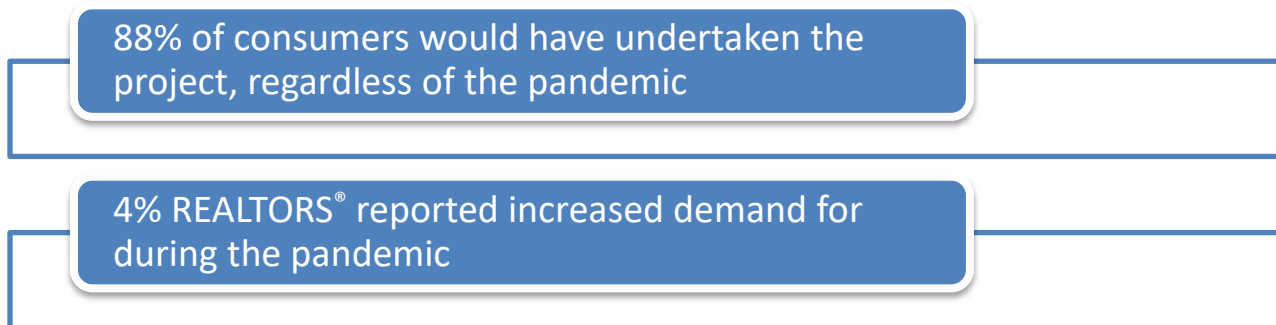 88% of consumers would have undertaken the
project, regardless of the pandemic
4% REALTORS® reported increased demand for
during the pandemic